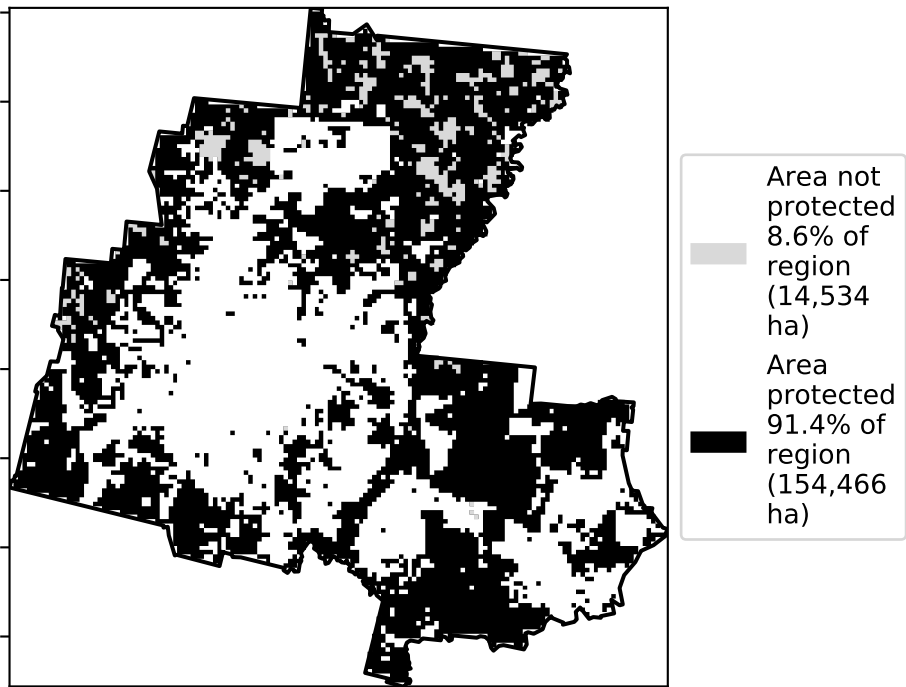 Area not
protected
8.6% of
region
(14,534
ha)
Area
protected
91.4% of
region
(154,466
ha)